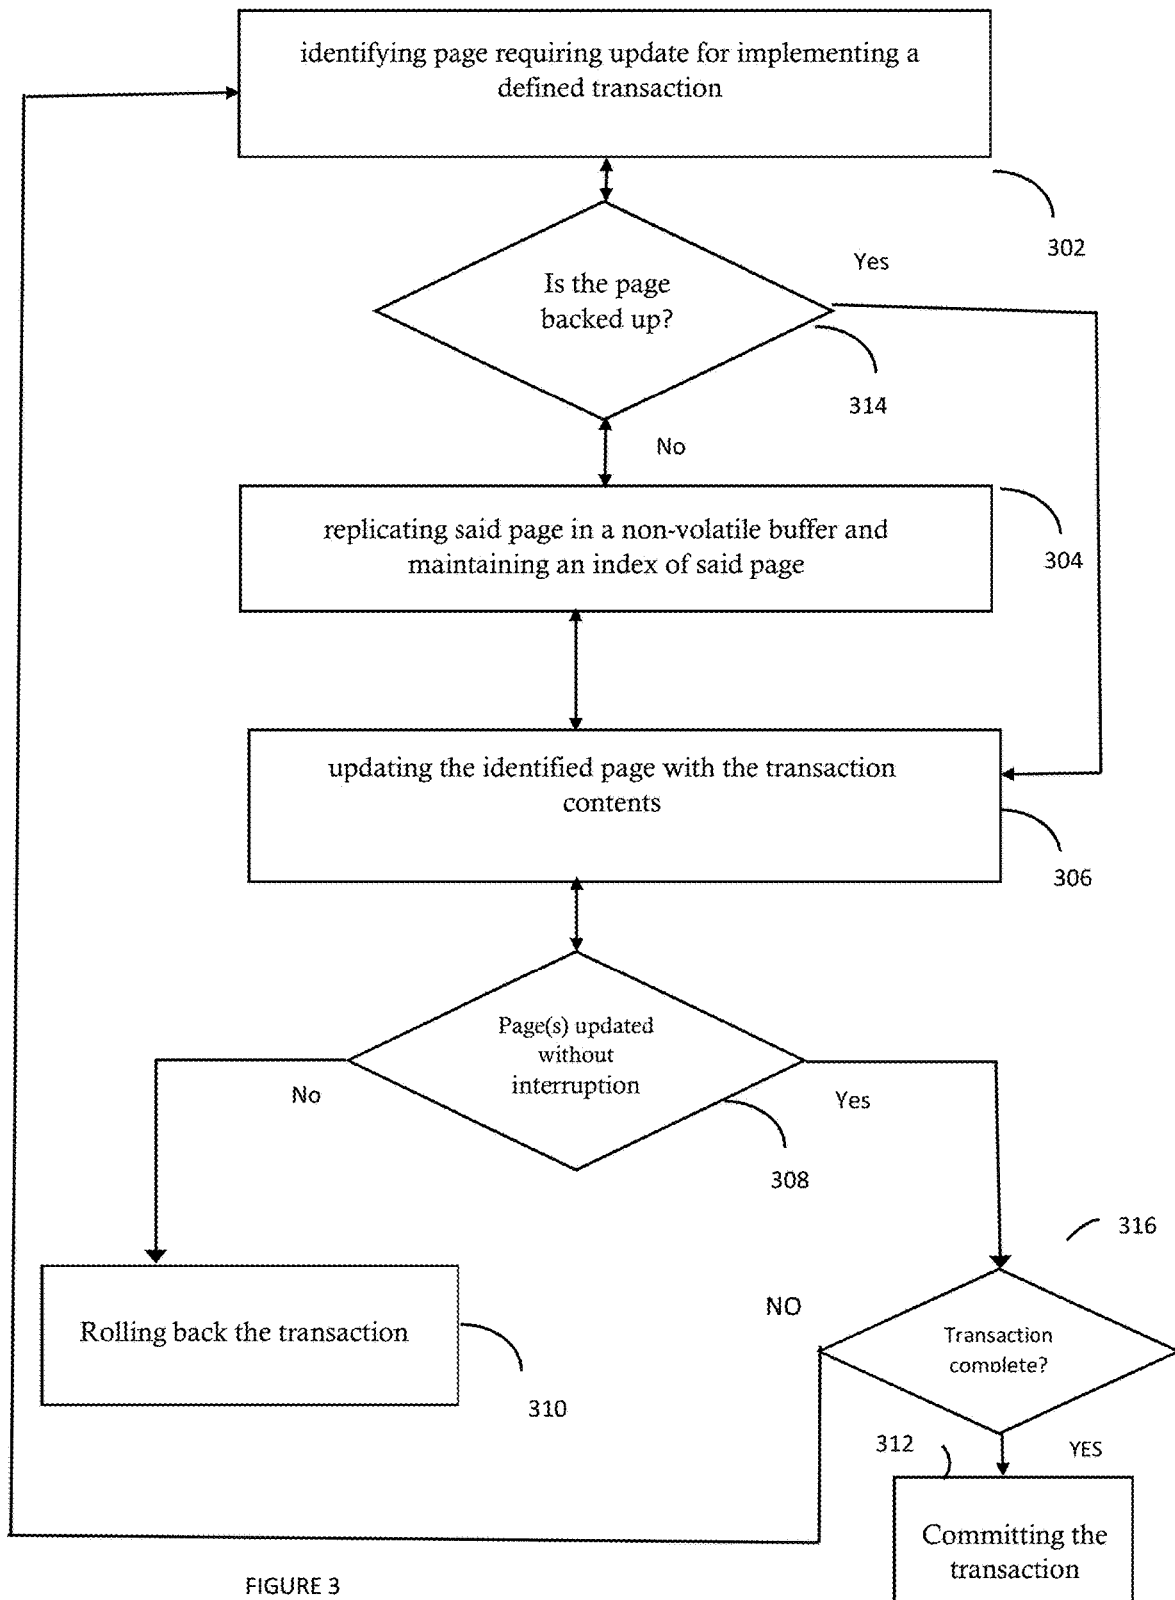 identifying page requiring update for implementing a
defined transaction
302
Yes
Is the page
backed up?
314
No
replicating said page in a non-volatile buffer and
maintaining an index of said page
304
updating the identified page with the transaction
contents
306
Page(s) updated
without
interruption
No
Yes
308
316
NO
Transaction
complete?
Rolling back the transaction
310
312
YES
Committing the
transaction
FIGURE 3